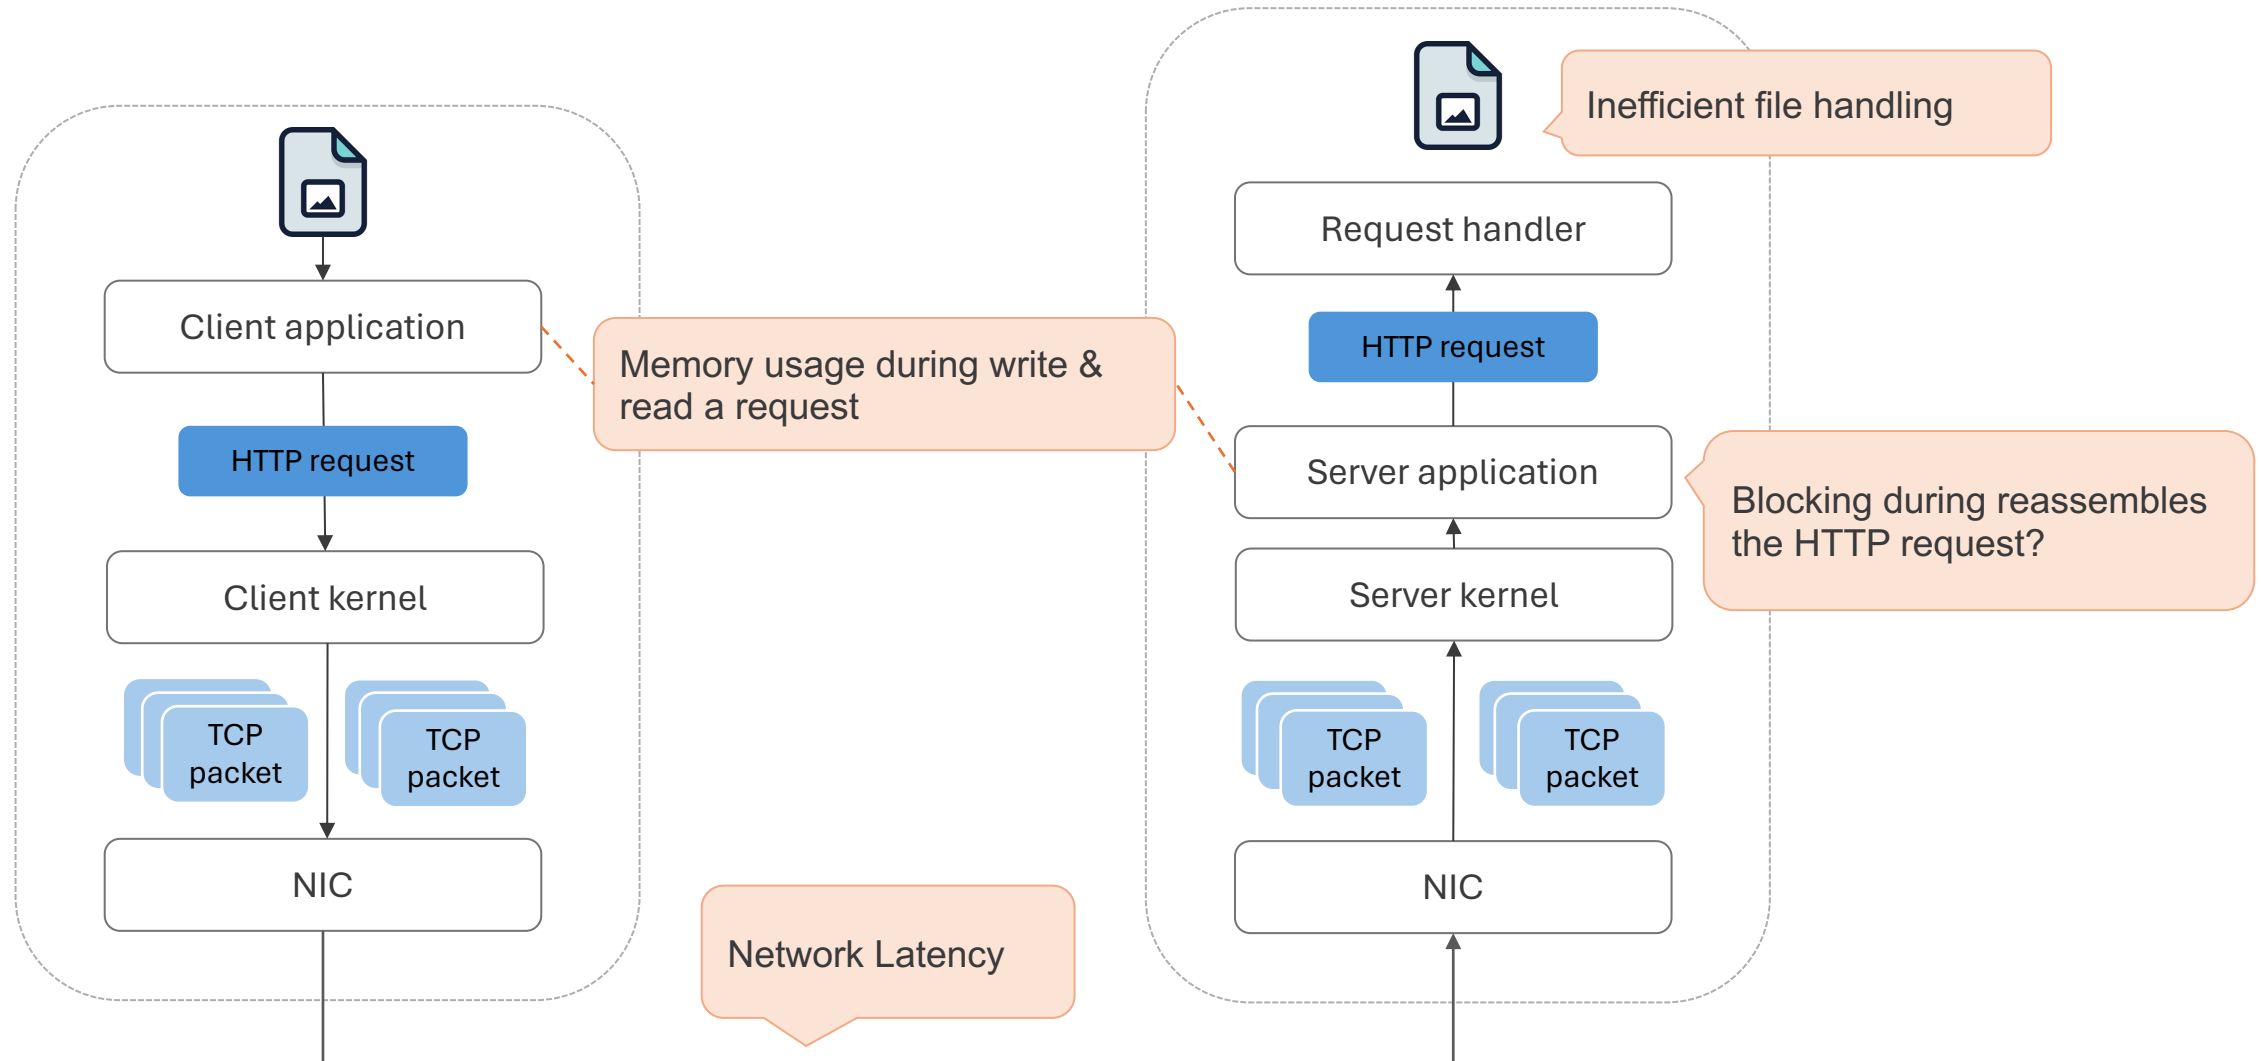 Client application
HTTP request
Client kernel
TCP
packet
TCP
packet
NIC
Memory usage during write &
read a request
Network Latency
Inefficient file handling
Request handler
HTTP request
Server application
Blocking during reassembles
the HTTP request?
Server kernel
TCP
packet
TCP
packet
NIC